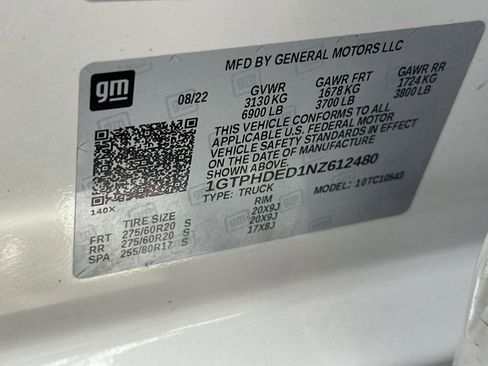 MFD BY GENERAL MOTORS LLC
gm
08/22 GVWR GAWR FRT GAWR RR
3130 KG 1678 KG 1724 KG
6900 LB 3700 LB 3800 LB
THIS VEHICLE CONFORMS TO ALL
APPLICABLE U.S. FEDERAL MOTOR
VEHICLE SAFETY STANDARDS IN EFFECT
ON THE DATE OF MANUFACTURE
SHOWN ABOVE.
1GTPHDED1NZ612480
TYPE: TRUCK MODEL: 10TC10543
140X
TIRE SIZE RIM
FRT 275/60R20 S 20X9J
RR 275/60R20 S 20X9J
SPA 255/80R17 S 17X8J